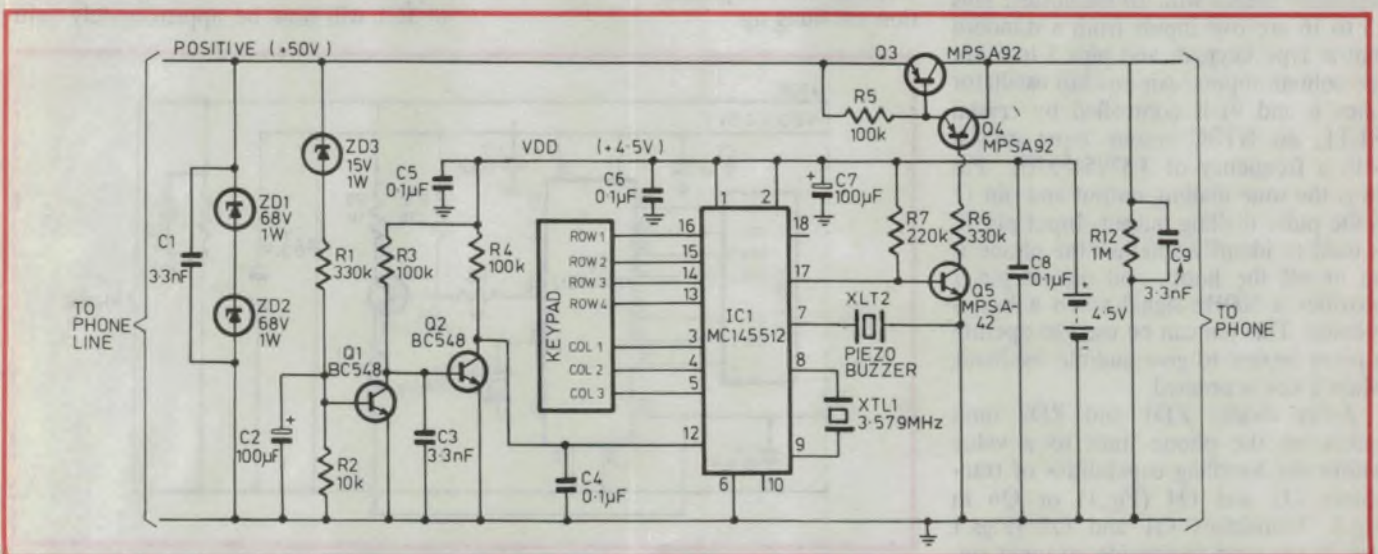 POSITIVE (+50V)
TO
PHONE
LINE
C1
3·3nF
ZD1
68V
1W
ZD2
68V
1W
ZD3
15V
1W
R1
330k
R2
10k
C2
100µF
Q1
BC548
R3
100k
C3
3·3nF
Q2
BC548
R4
100k
C5
0·1µF
VDD (+4·5V)
C6
0·1µF
KEYPAD
ROW 1
ROW 2
ROW 3
ROW 4
COL 1
COL 2
COL 3
C4
0·1µF
16
15
14
13
3
4
5
12
1
2
18
17
7
8
9
6
10
IC1
MC145512
C7
100µF
R5
100k
Q3
MPSA92
Q4
MPSA92
R7
220k
R6
330k
Q5
MPSA-
42
XLT2
PIEZO
BUZZER
XTL1
3·579MHz
C8
0·1µF
4·5V
R12
1M
C9
3·3nF
TO
PHONE